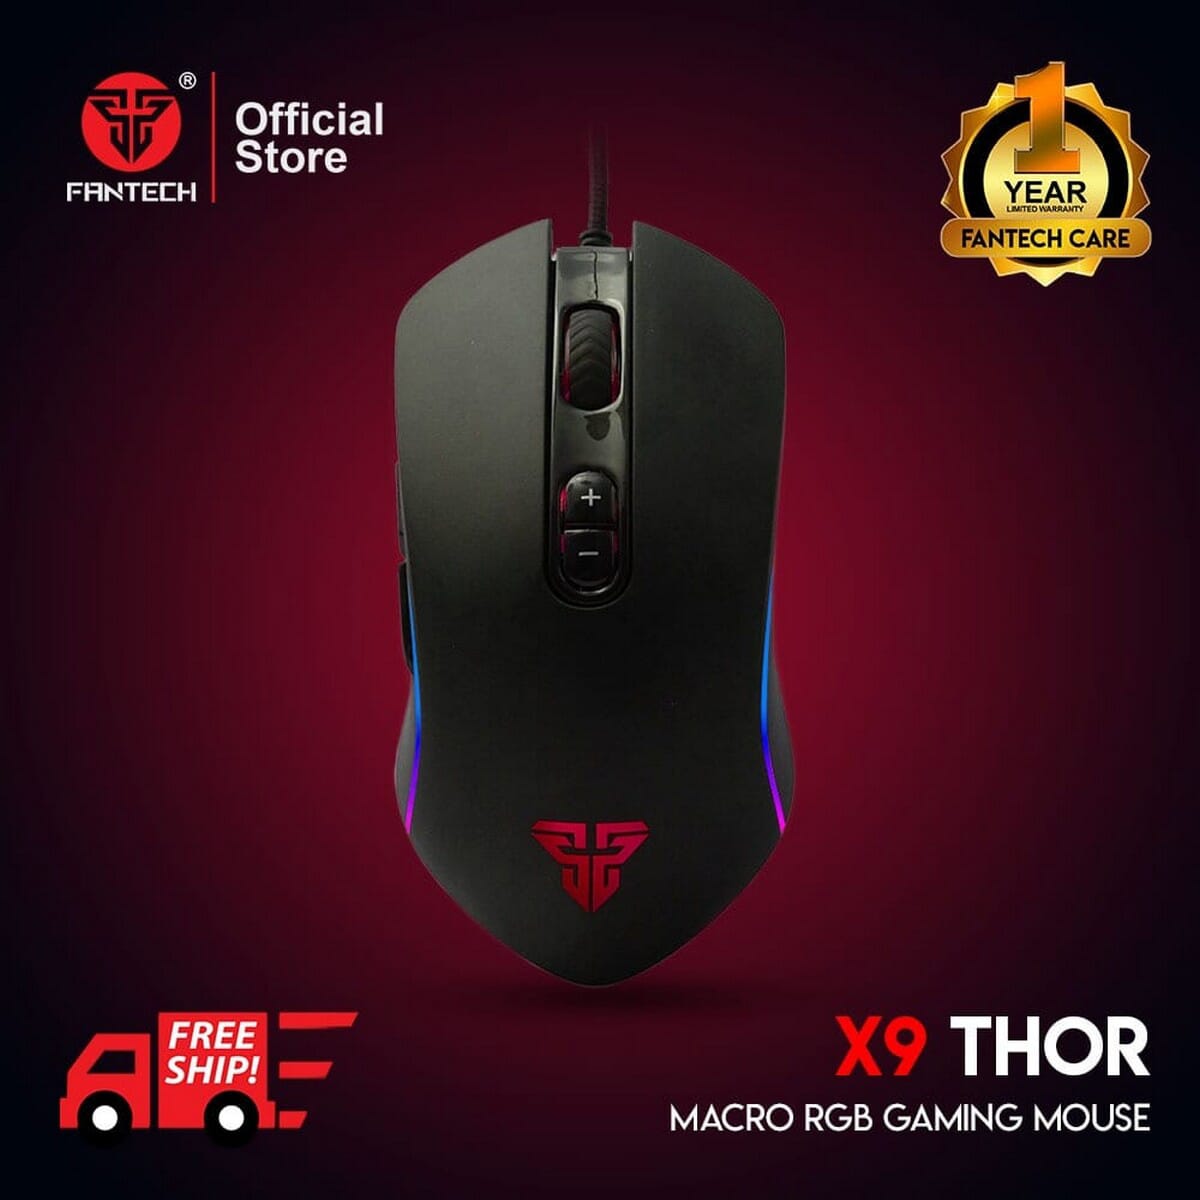 ®
FANTECH
Official
Store
1
YEAR
LIMITED WARRANTY
FANTECH CARE
+
−
FREE
SHIP!
X9 THOR
MACRO RGB GAMING MOUSE